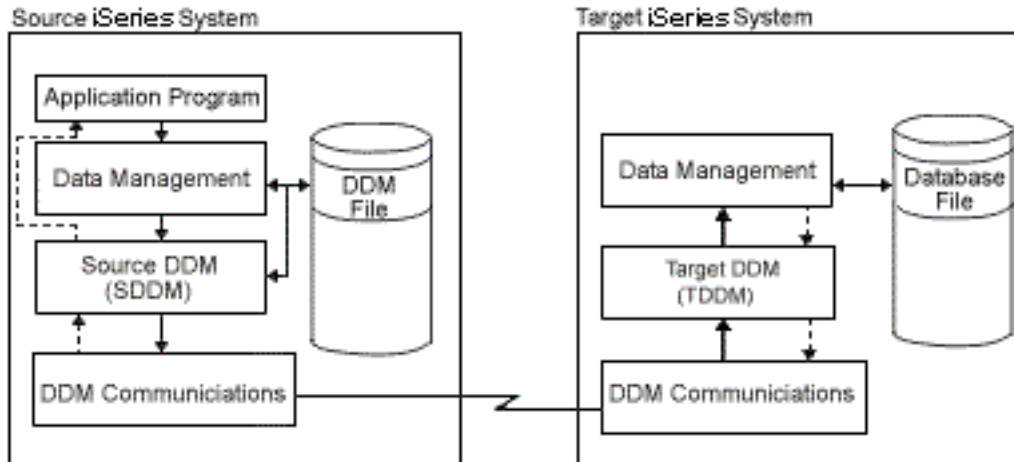 Source iSeries System
Application Program
Data Management
DDM
File
Source DDM
(SDDM)
DDM Communiciations
Target iSeries System
Data Management
Database
File
Target DDM
(TDDM)
DDM Communiciations